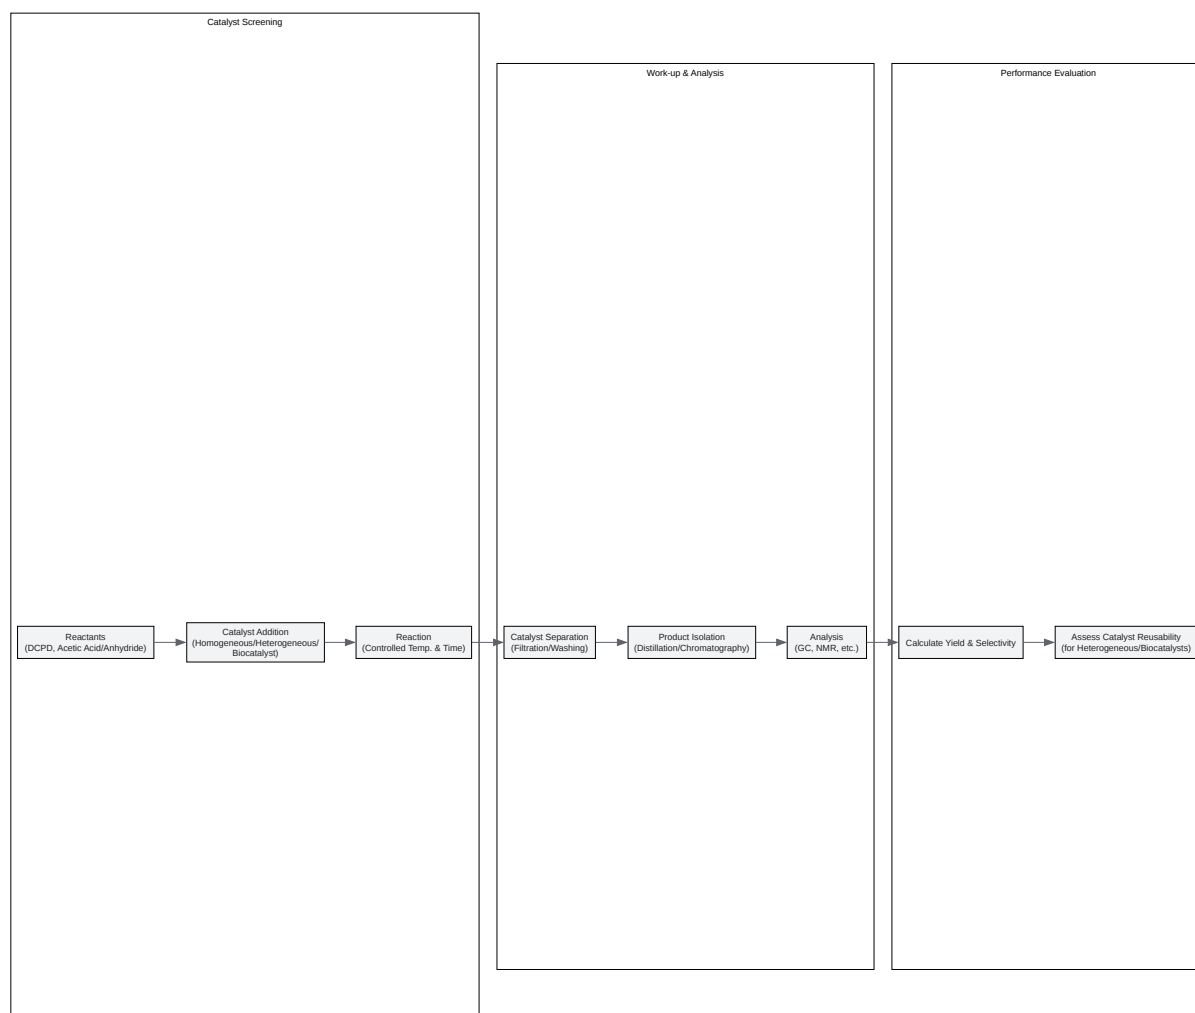 Catalyst Screening
Work-up & Analysis
Performance Evaluation
Reactants
(DCPD, Acetic Acid/Anhydride)
Catalyst Addition
(Homogeneous/Heterogeneous/
Biocatalyst)
Reaction
(Controlled Temp. & Time)
Catalyst Separation
(Filtration/Washing)
Product Isolation
(Distillation/Chromatography)
Analysis
(GC, NMR, etc.)
Calculate Yield & Selectivity
Assess Catalyst Reusability
(for Heterogeneous/Biocatalysts)